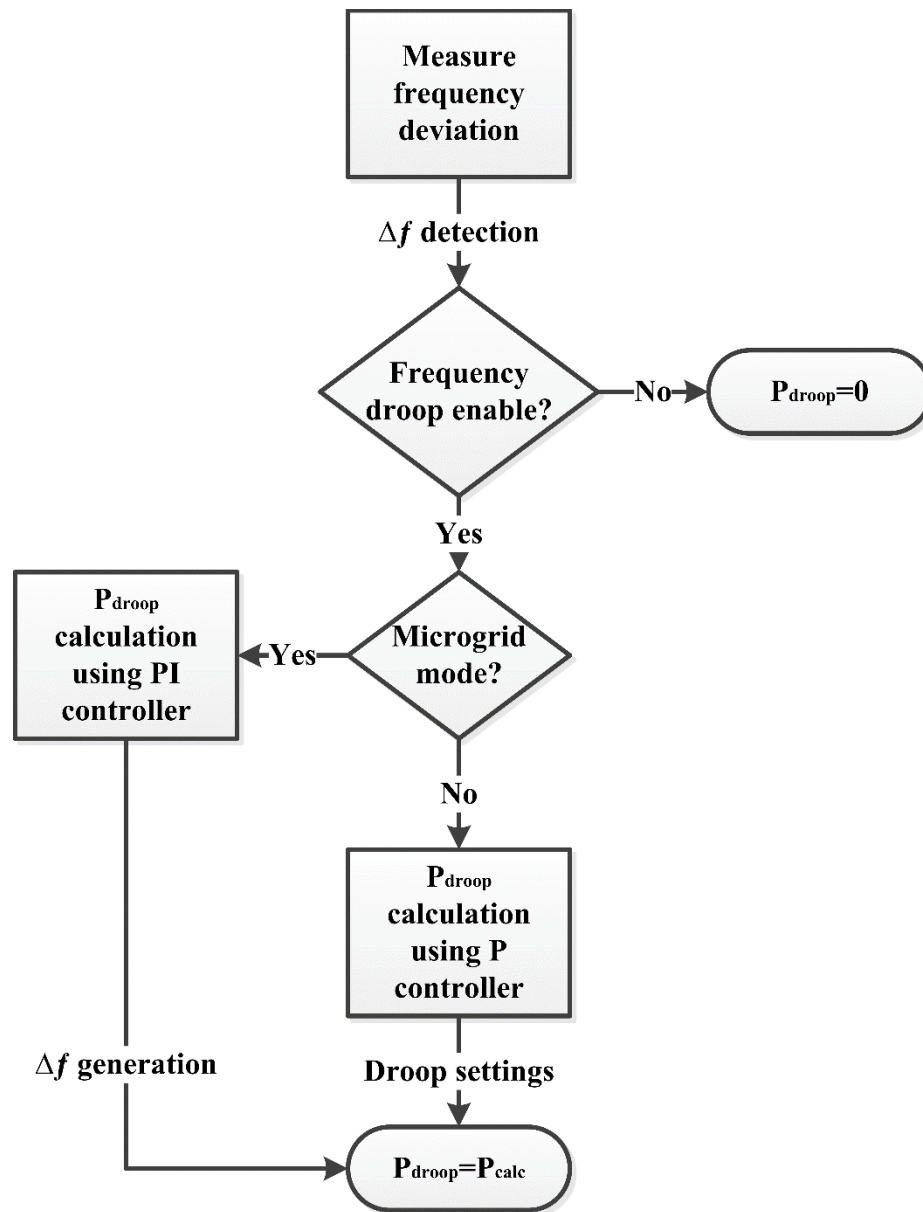 Measure
frequency
deviation
Δf detection
Frequency
droop enable?
No
Pdroop=0
Yes
Microgrid
mode?
Yes
Pdroop
calculation
using PI
controller
No
Pdroop
calculation
using P
controller
Δf generation
Droop settings
Pdroop=Pcalc